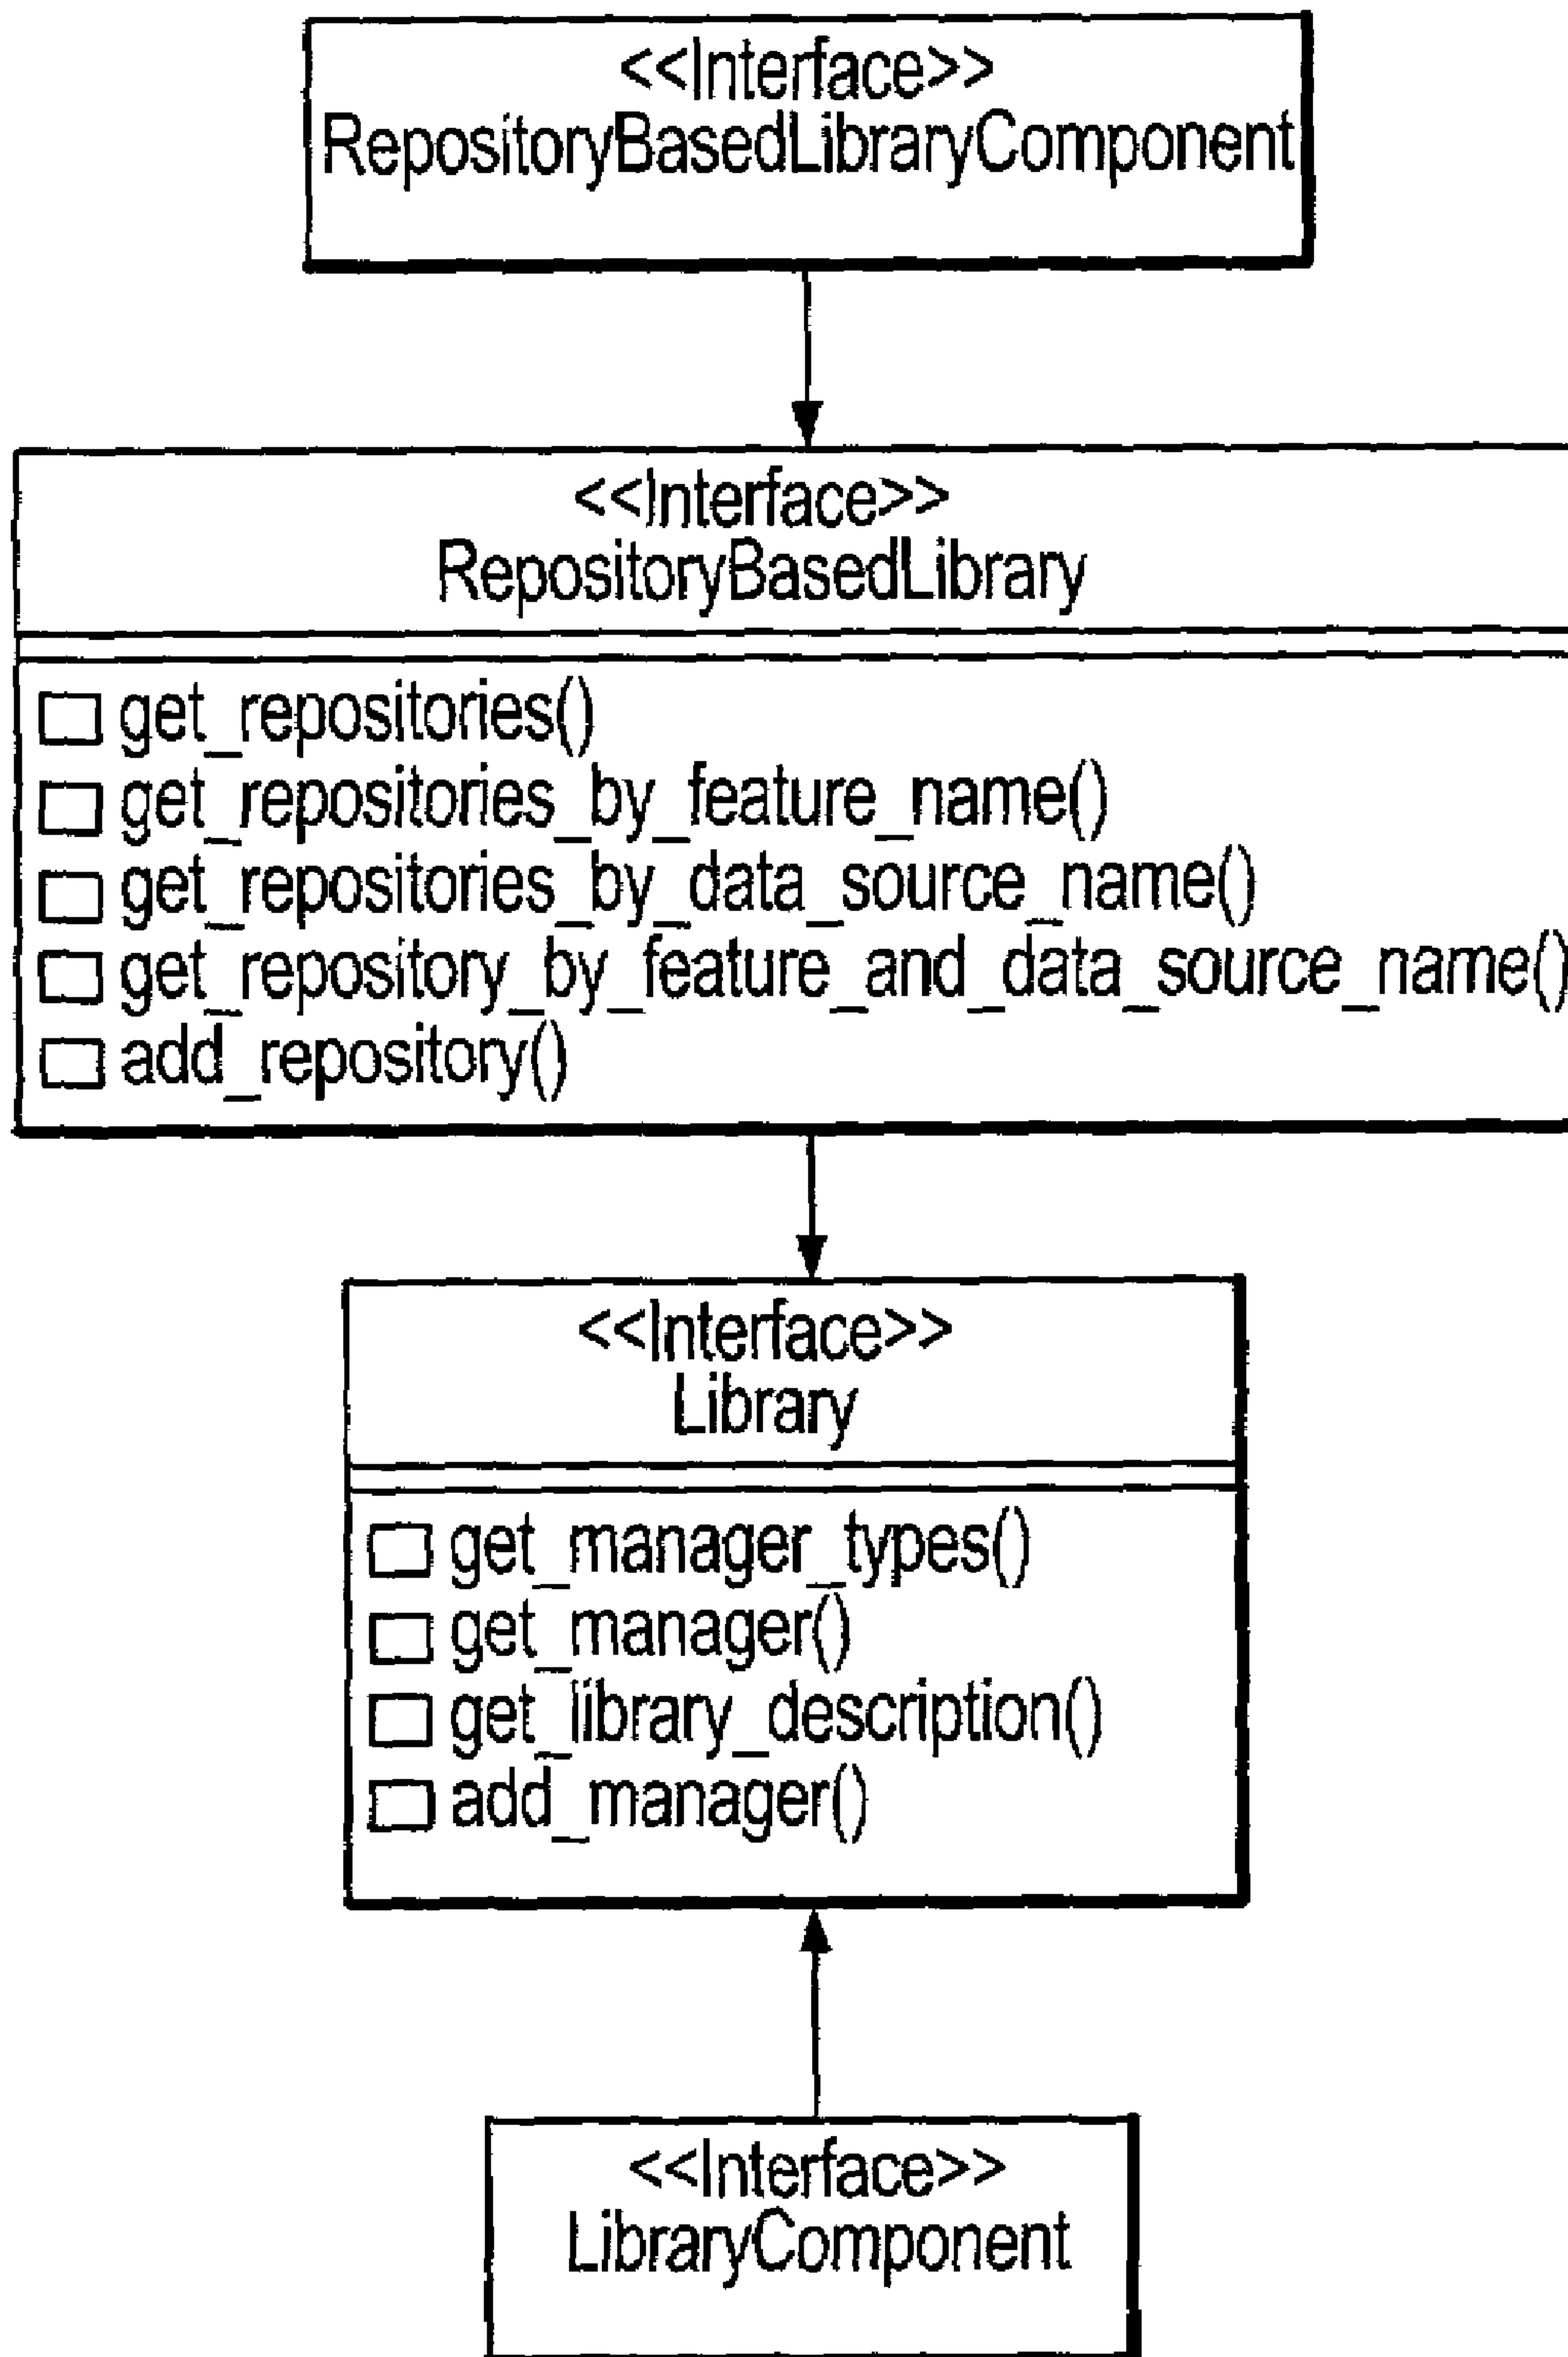 <<Interface>>
RepositoryBasedLibraryComponent
<<Interface>>
RepositoryBasedLibrary
get_repositories()
get_repositories_by_feature_name()
get_repositories_by_data_source_name()
get_repository_by_feature_and_data_source_name()
add_repository()
<<Interface>>
Library
get_manager_types()
get_manager()
get_library_description()
add_manager()
<<Interface>>
LibraryComponent